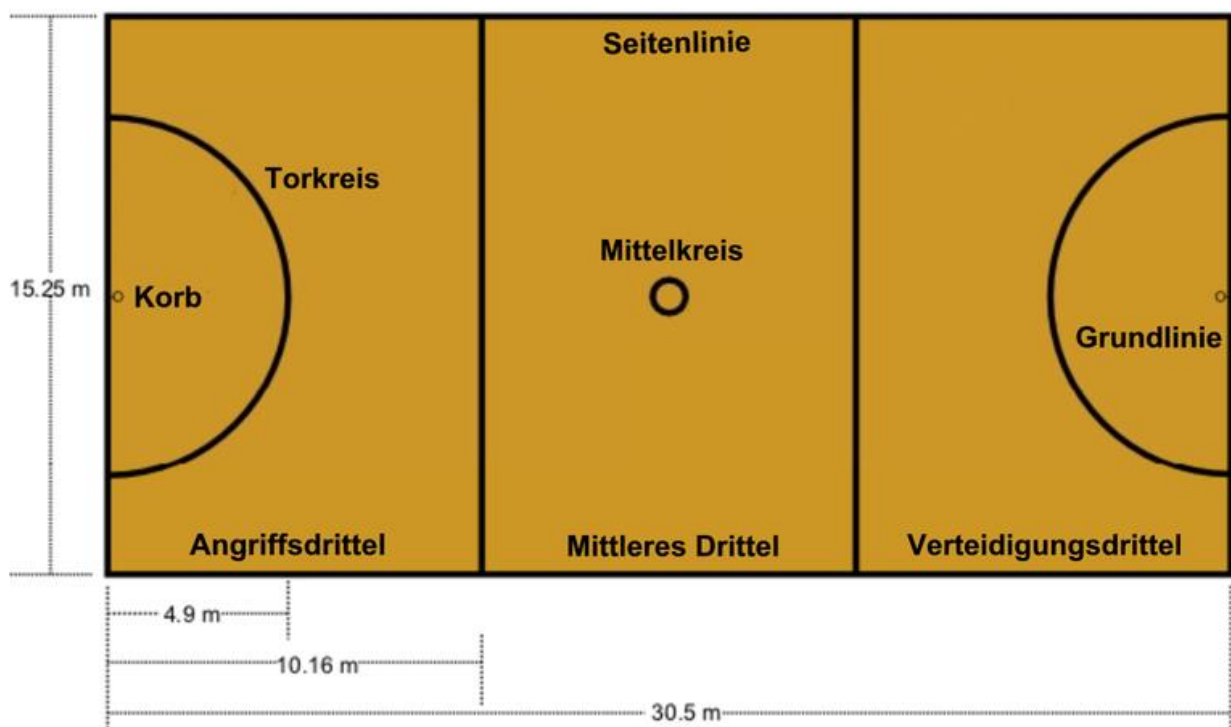 Seitenlinie
Torkreis
Mittelkreis
15.25 m
Korb
Grundlinie
Angriffsdrittel
Mittleres Drittel
Verteidigungsdrittel
4.9 m
10.16 m
30.5 m